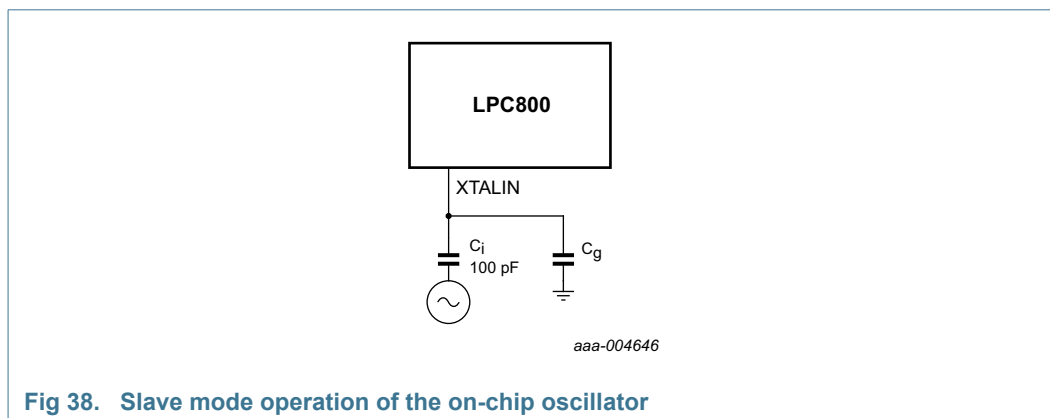 LPC800
XTALIN
Ci
100 pF
Cg
aaa-004646
Fig 38. Slave mode operation of the on-chip oscillator